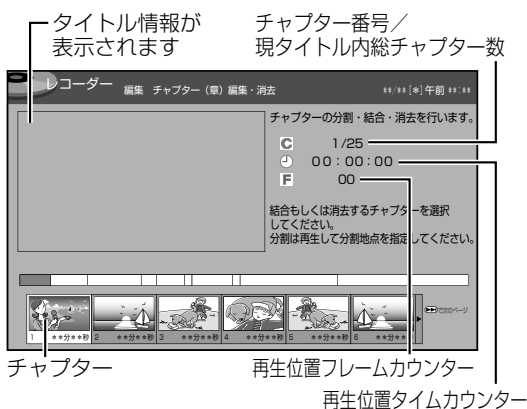 タイトル情報が
表示されます
チャプター番号／
現タイトル内総チャプター数
レコーダー 編集 チャプター（章）編集・消去 **/**[*]午前 **:**
チャプターの分割・結合・消去を行います。
C 1/25
00：00：00
F 00
結合もしくは消去するチャプターを選択
してください。
分割は再生して分割地点を指定してください。
1 **分**秒 2 **分**秒 3 **分**秒 4 **分**秒 5 **分**秒 6 **分**秒
で次のページ
チャプター
再生位置フレームカウンター
再生位置タイムカウンター